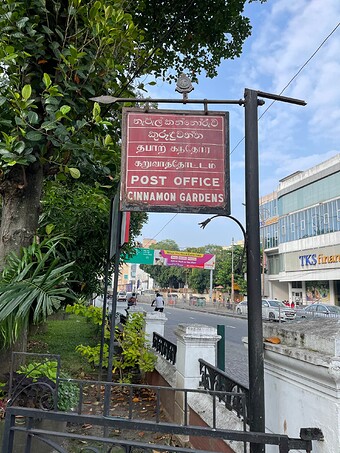 තැපැල් කන්තෝරුව
කුරුඳුවත්ත
தபாற் கந்தோர்
கறுவாத்தோட்டம்
POST OFFICE
CINNAMON GARDENS
TKS